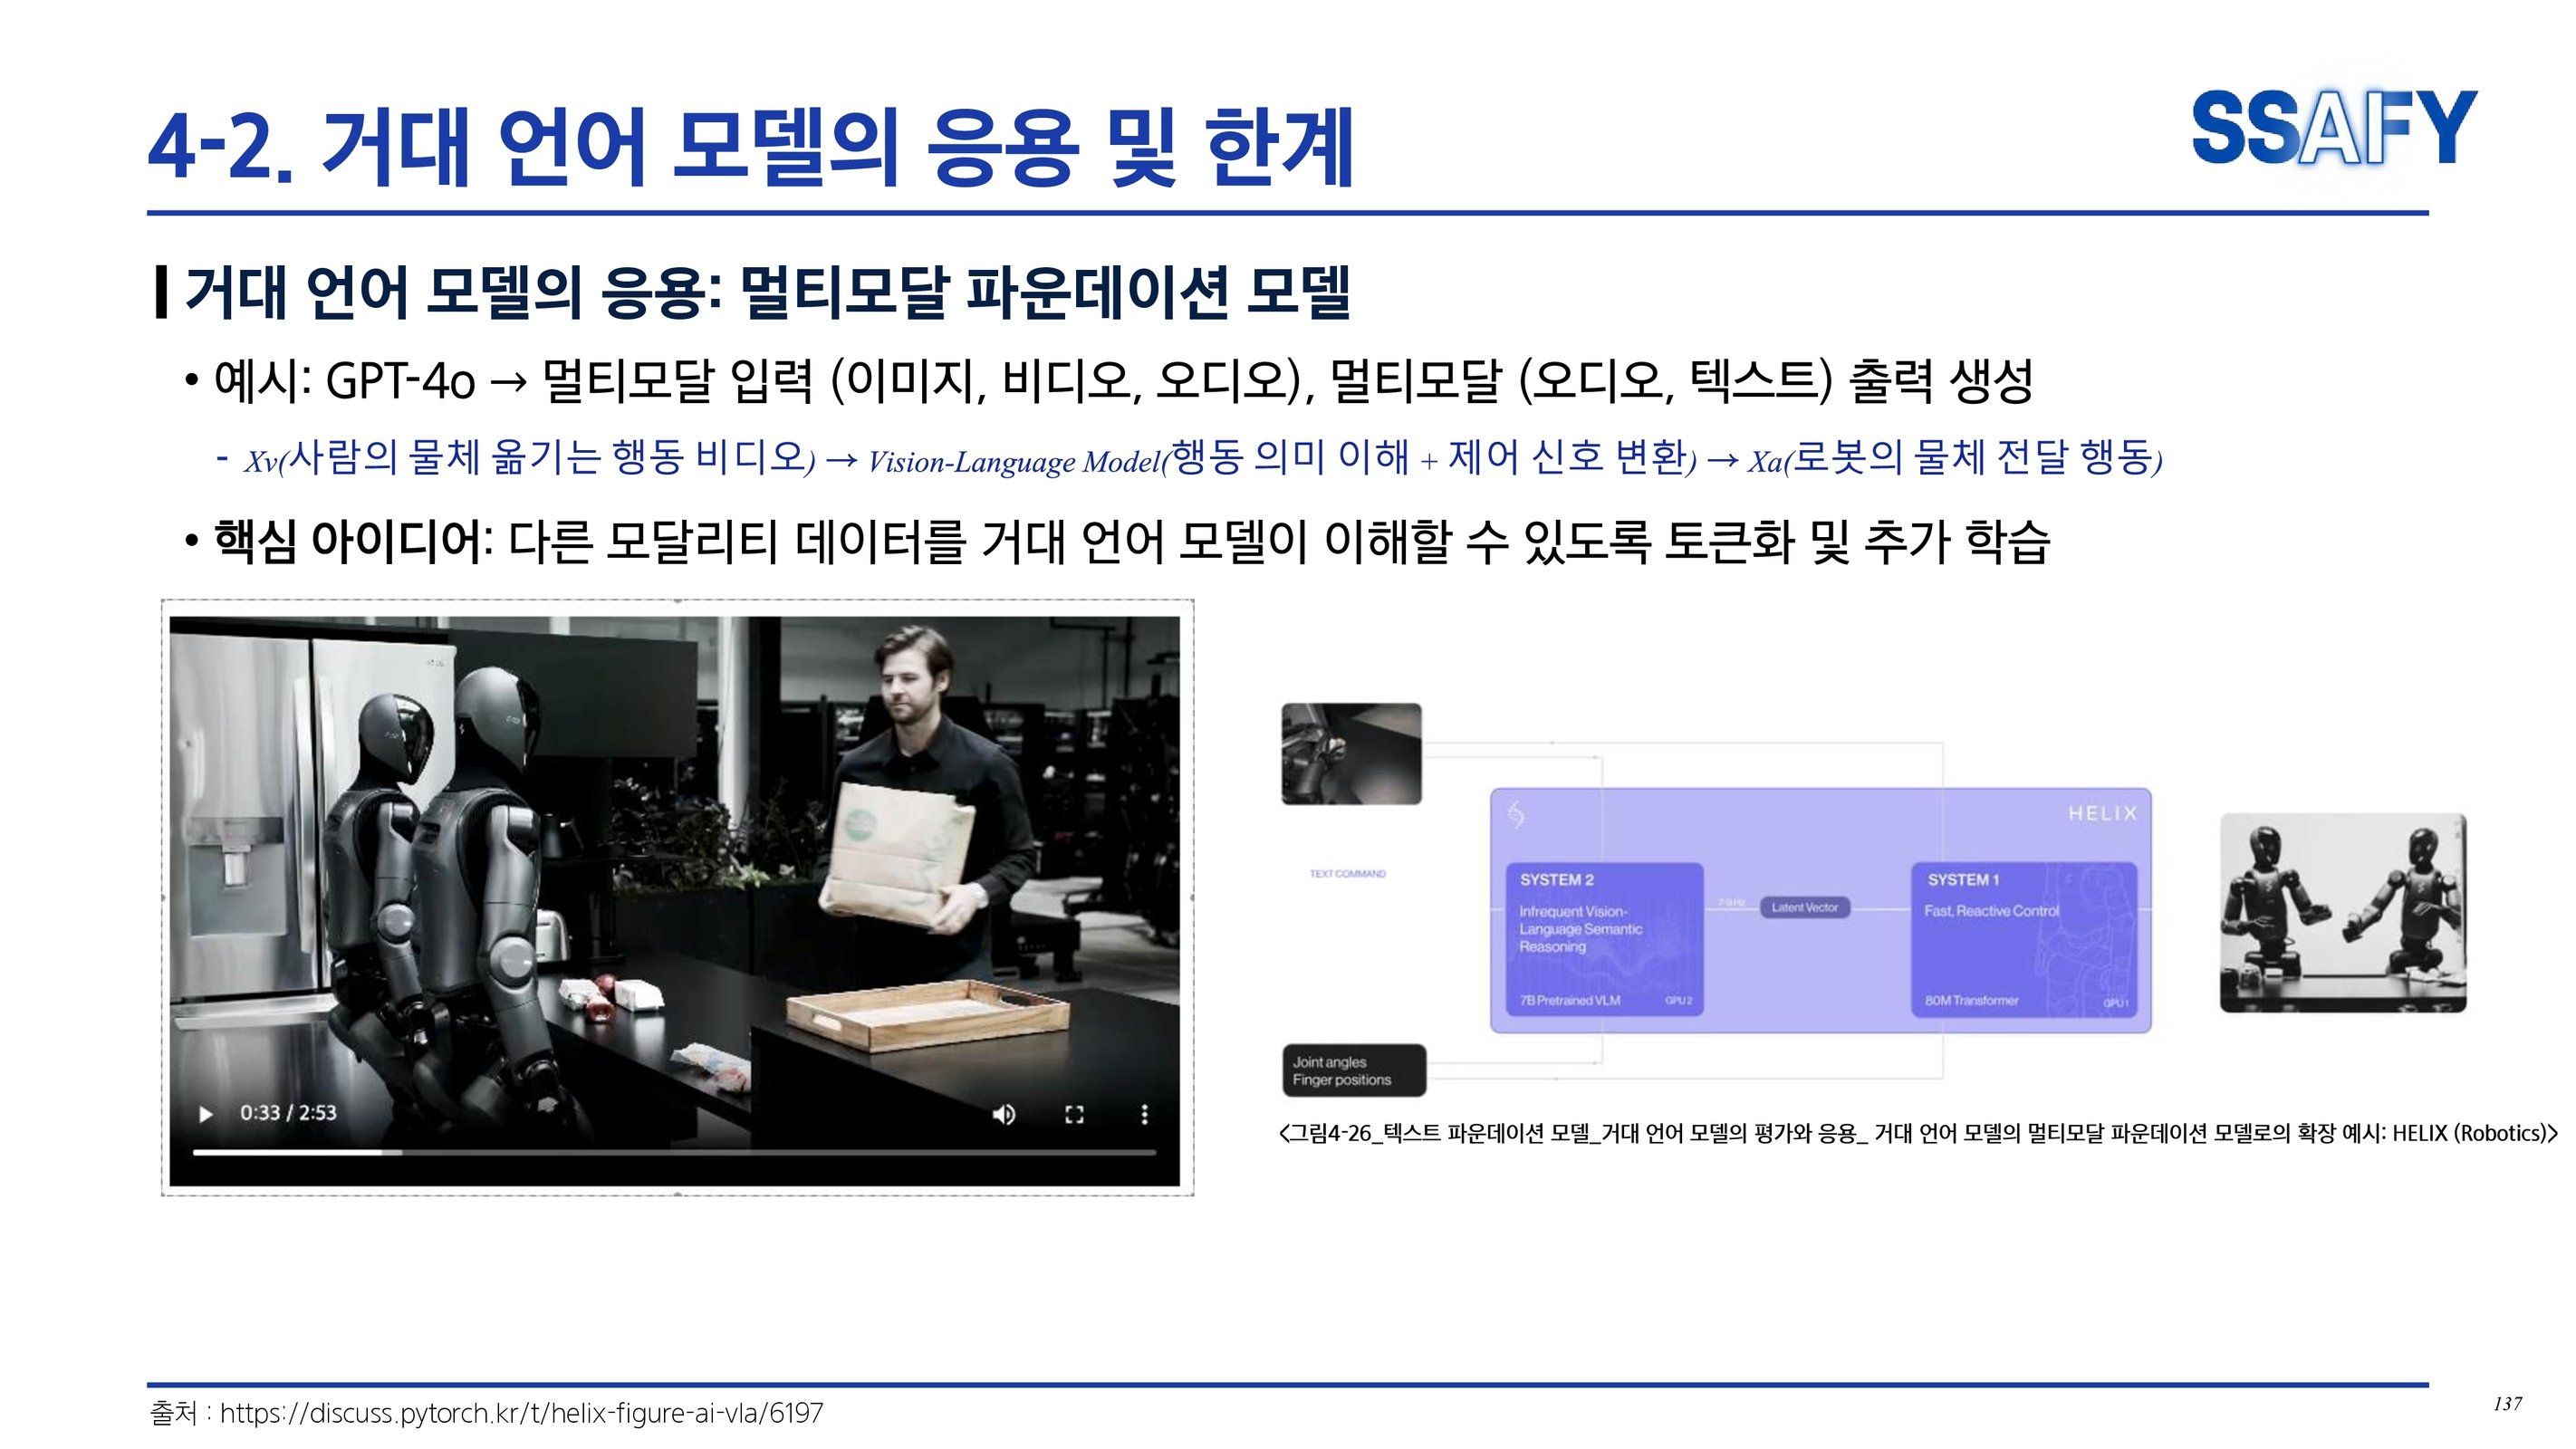 4-2. 거대 언어 모델의 응용 및 한계
SSAFY
거대 언어 모델의 응용: 멀티모달 파운데이션 모델
• 예시: GPT-4o → 멀티모달 입력 (이미지, 비디오, 오디오), 멀티모달 (오디오, 텍스트) 출력 생성
- Xv(사람의 물체 옮기는 행동 비디오) → Vision-Language Model(행동 의미 이해 + 제어 신호 변환) → Xa(로봇의 물체 전달 행동)
• 핵심 아이디어: 다른 모달리티 데이터를 거대 언어 모델이 이해할 수 있도록 토큰화 및 추가 학습
0:33 / 2:53
HELIX
TEXT COMMAND
SYSTEM 2
Infrequent Vision-
Language Semantic
Reasoning
7B Pretrained VLM
GPU 2
Latent Vector
SYSTEM 1
Fast, Reactive Control
80M Transformer
GPU 1
Joint angles
Finger positions
<그림4-26_텍스트 파운데이션 모델_거대 언어 모델의 평가와 응용_ 거대 언어 모델의 멀티모달 파운데이션 모델로의 확장 예시: HELIX (Robotics)>
출처 : https://discuss.pytorch.kr/t/helix-figure-ai-vla/6197
137